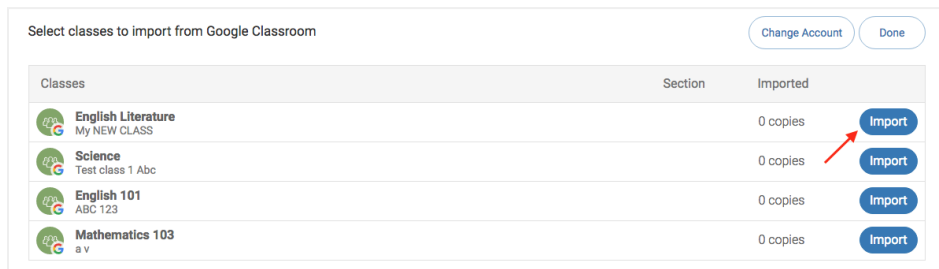 Select classes to import from Google Classroom
Change Account
Done
Classes
Section
Imported
English Literature
My NEW CLASS
0 copies
Import
Science
Test class 1 Abc
0 copies
Import
English 101
ABC 123
0 copies
Import
Mathematics 103
a v
0 copies
Import